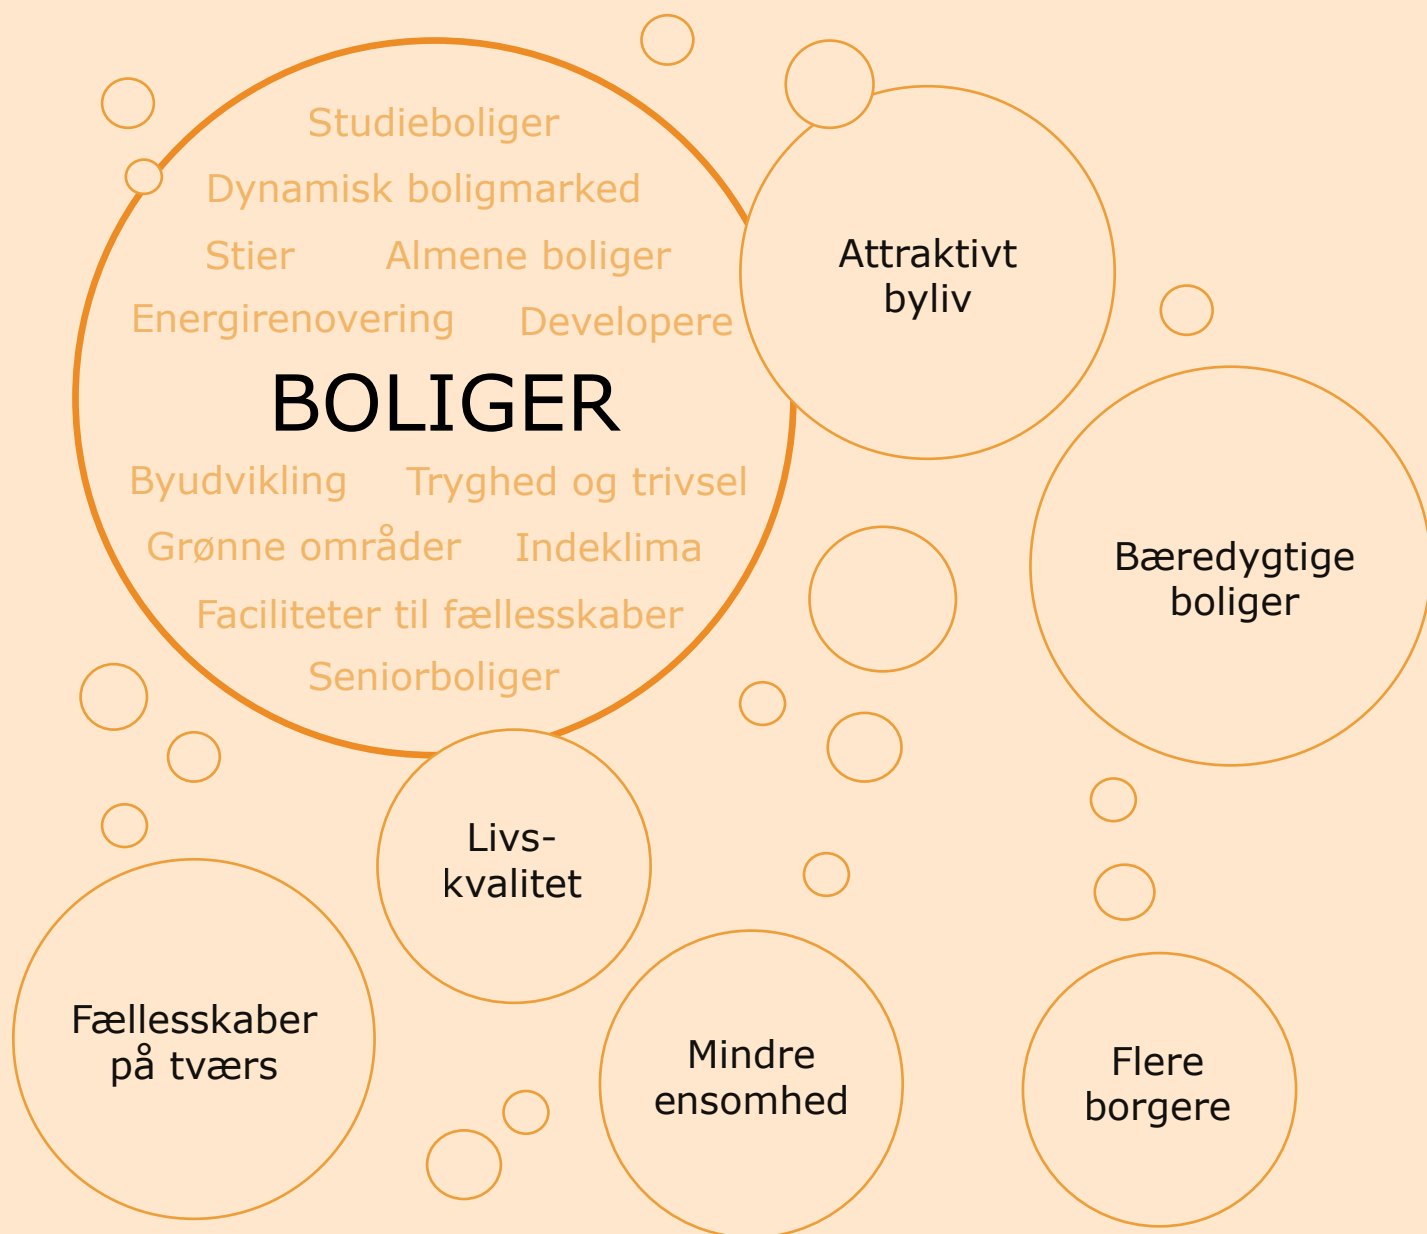 Studieboliger
Dynamisk boligmarked
Stier Almene boliger
Energirenovering Developere
BOLIGER
Byudvikling Tryghed og trivsel
Grønne områder Indeklima
Faciliteter til fællesskaber
Seniorboliger
Attraktivt
byliv
Bæredygtige
boliger
Livs-
kvalitet
Fællesskaber
på tværs
Mindre
ensomhed
Flere
borgere